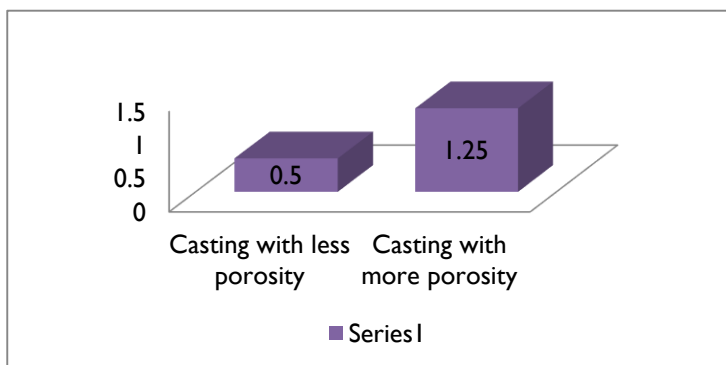 1.5
1
0.5
0
0.5
1.25
Casting with less
porosity
Casting with
more porosity
Series1